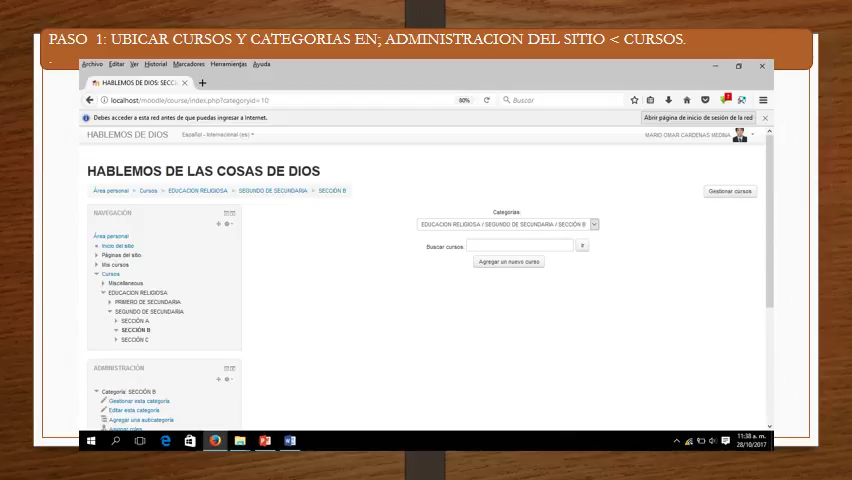 PASO 1: UBICAR CURSOS Y CATEGORIAS EN; ADMINISTRACION DEL SITIO < CURSOS.
.
Archivo Editar Ver Historial Marcadores Herramientas Ayuda
HABLEMOS DE DIOS: SECCI
localhost/moodle/course/index.php?categoryid=10
80%
Buscar
Debes acceder a esta red antes de que puedas ingresar a Internet.
Abrir página de inicio de sesión de la red
HABLEMOS DE DIOS
Español - Internacional (es)
MARIO OMAR CARDENAS MEDINA
HABLEMOS DE LAS COSAS DE DIOS
Área personal > Cursos > EDUCACION RELIGIOSA > SEGUNDO DE SECUNDARIA > SECCIÓN B
Gestionar cursos
NAVEGACIÓN
Área personal
Inicio del sitio
Páginas del sitio
Mis cursos
Cursos
Miscellaneous
EDUCACION RELIGIOSA
PRIMERO DE SECUNDARIA
SEGUNDO DE SECUNDARIA
SECCIÓN A
SECCIÓN B
SECCIÓN C
Categorías:
EDUCACION RELIGIOSA / SEGUNDO DE SECUNDARIA / SECCIÓN B
Buscar cursos:
Ir
Agregar un nuevo curso
ADMINISTRACIÓN
Categoría: SECCIÓN B
Gestionar esta categoría
Editar esta categoría
Agregar una subcategoría
Asignar roles
11:38 a. m.
28/10/2017